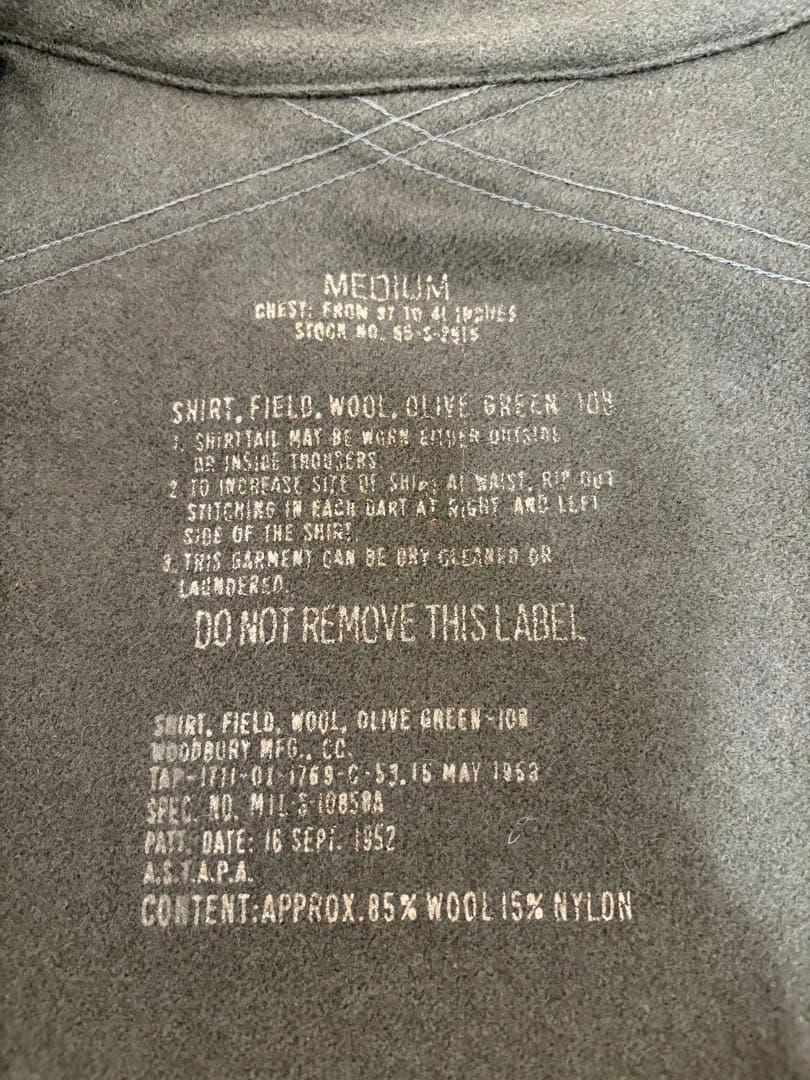 MEDIUM
CHEST: FROM 37 TO 41 INCHES
STOCK NO. 55-S-
SHIRT, FIELD, WOOL, OLIVE GREEN 108
1. SHIRTTAIL MAY BE WORN EITHER OUTSIDE
OR INSIDE TROUSERS
2. TO INCREASE SIZE OF SHIRT AT WAIST, RIP OUT
STITCHING IN EACH DART AT RIGHT AND LEFT
SIDE OF THE SHIRT.
3. THIS GARMENT CAN BE DRY CLEANED OR
LAUNDERED.
DO NOT REMOVE THIS LABEL
SHIRT, FIELD, WOOL, OLIVE GREEN-108
WOODBURY MFG., CO.
TAP-1711-OI-1769-C-53, 15 MAY 1953
SPEC. NO. MIL-S-10858A
PATT. DATE: 16 SEPT. 1952
A.S.T.A.P.A.
CONTENT:APPROX.85% WOOL 15% NYLON